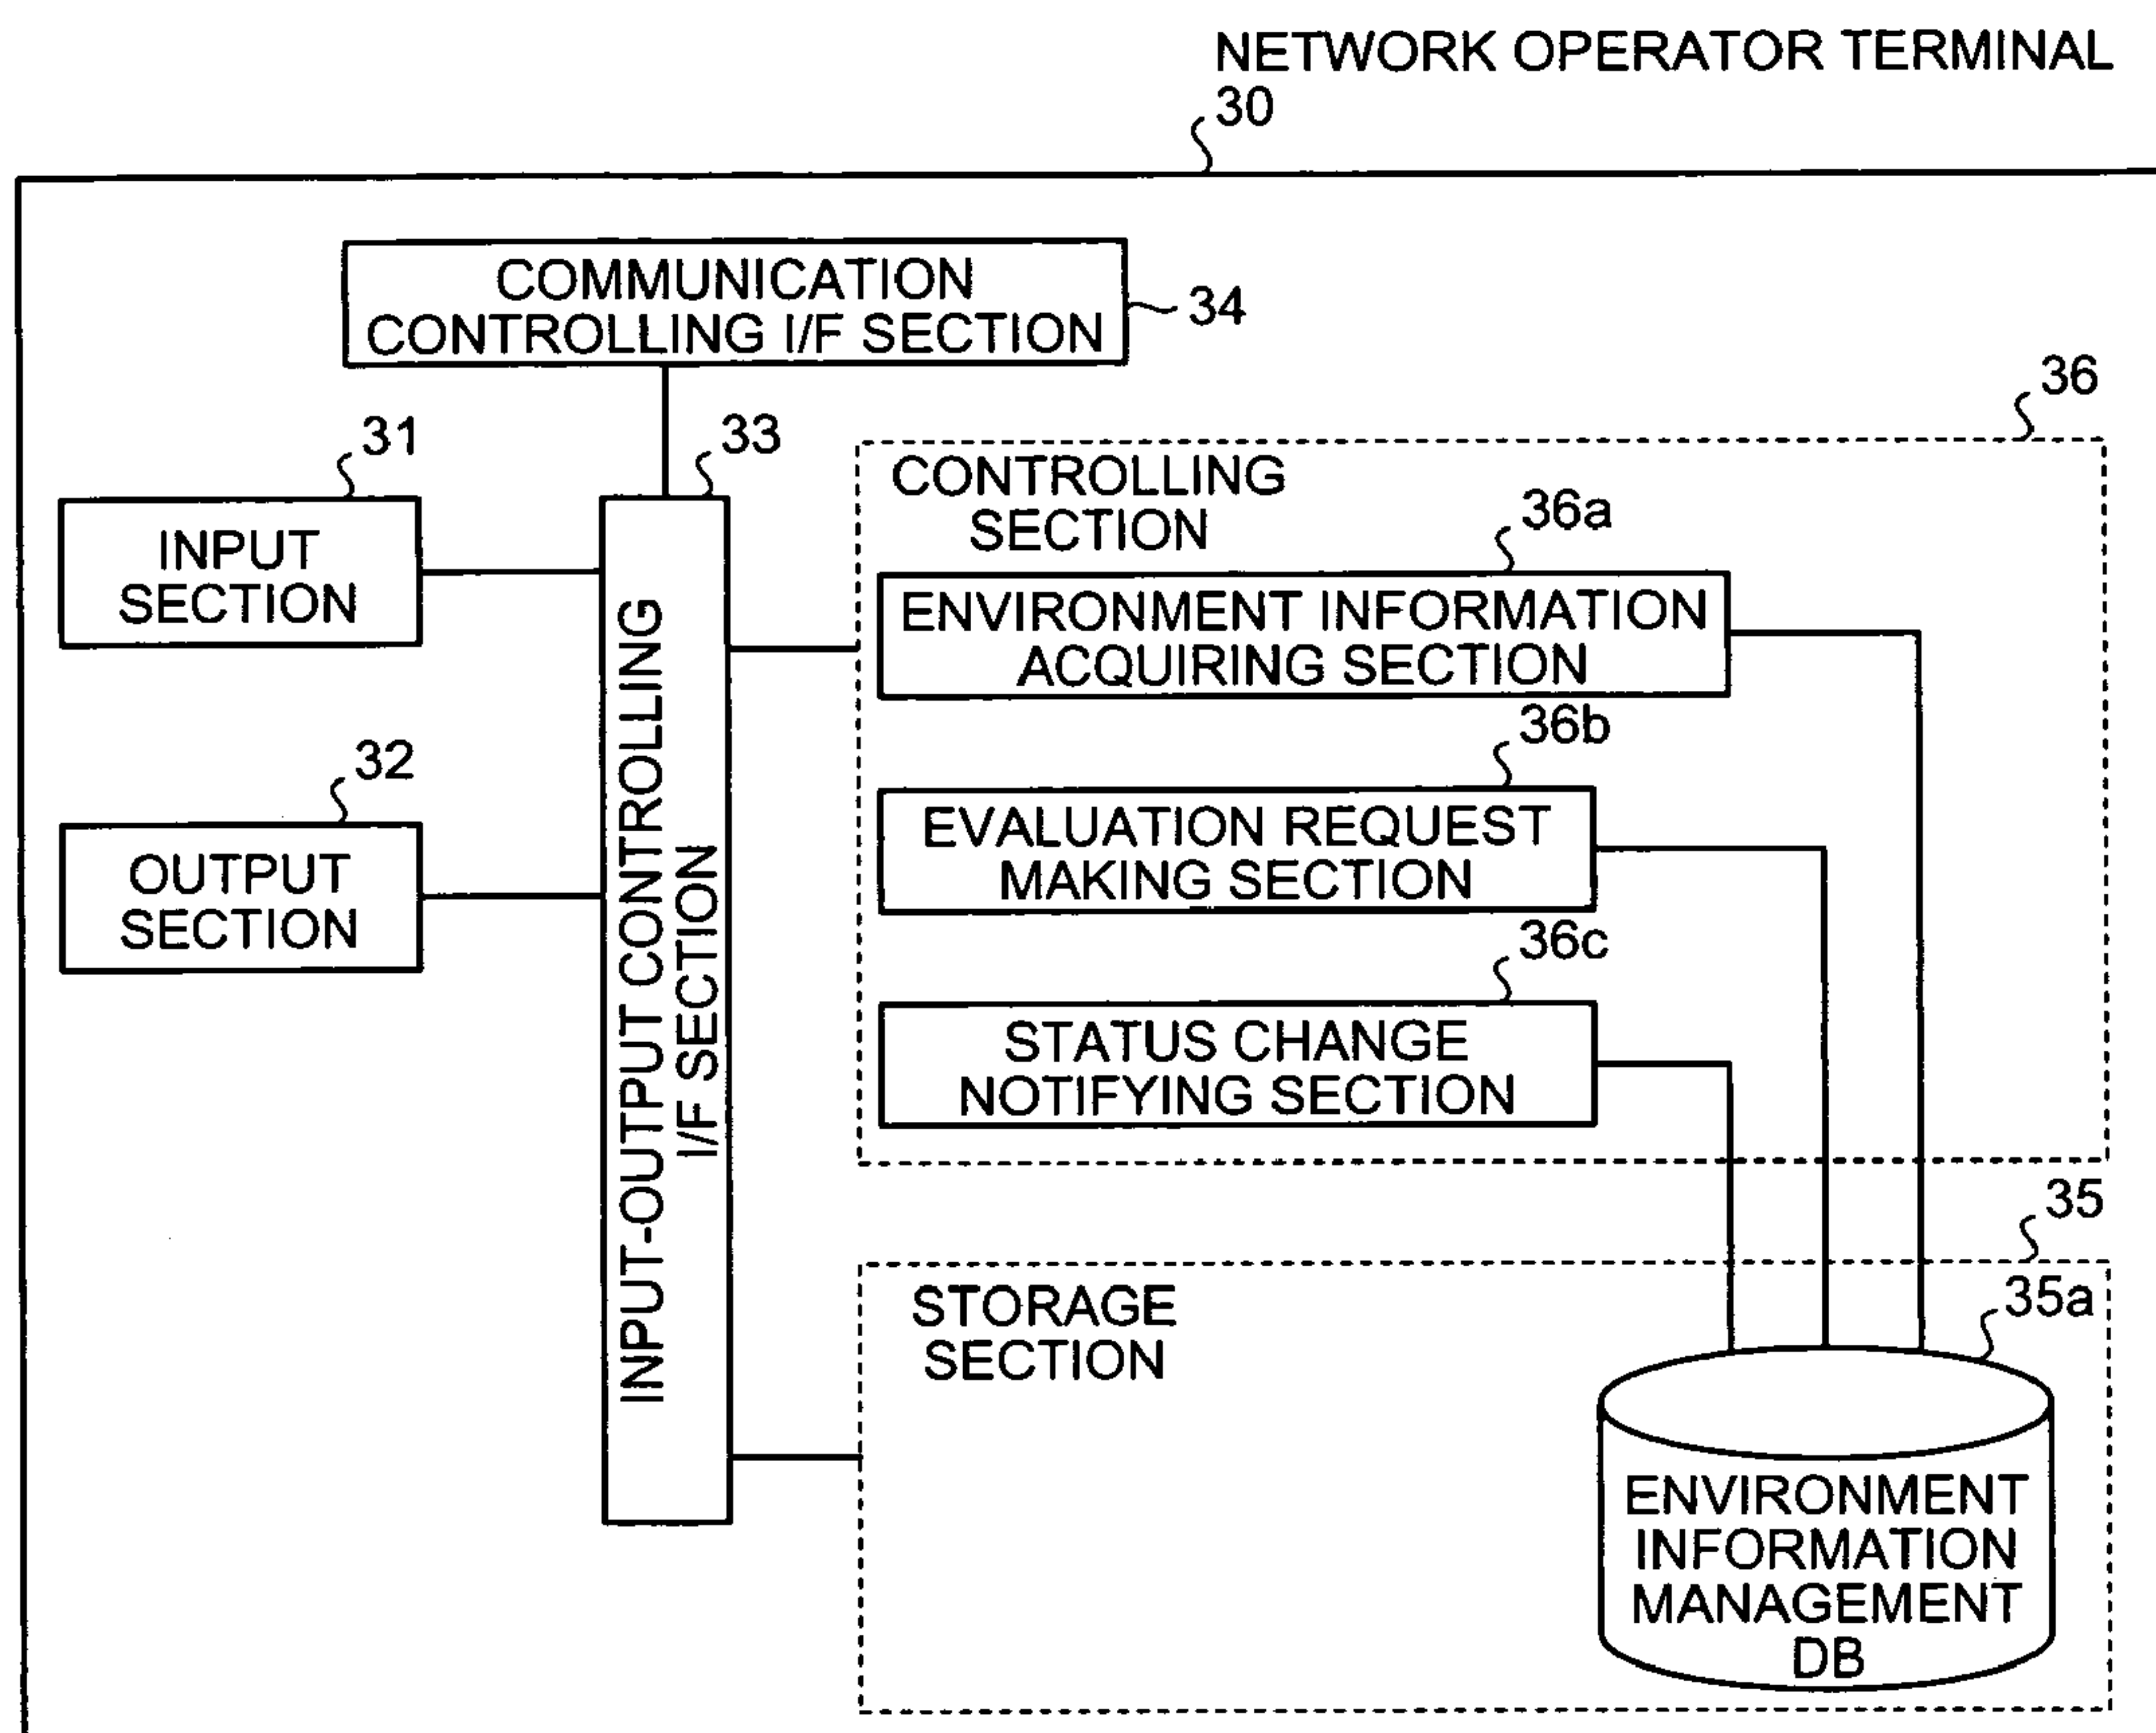 NETWORK OPERATOR TERMINAL
30
COMMUNICATION
CONTROLLING I/F SECTION
34
36
31
33
CONTROLLING
SECTION
36a
INPUT
SECTION
ENVIRONMENT INFORMATION
ACQUIRING SECTION
36b
32
EVALUATION REQUEST
MAKING SECTION
OUTPUT
SECTION
INPUT-OUTPUT CONTROLLING
I/F SECTION
36c
STATUS CHANGE
NOTIFYING SECTION
35
STORAGE
SECTION
35a
ENVIRONMENT
INFORMATION
MANAGEMENT
DB